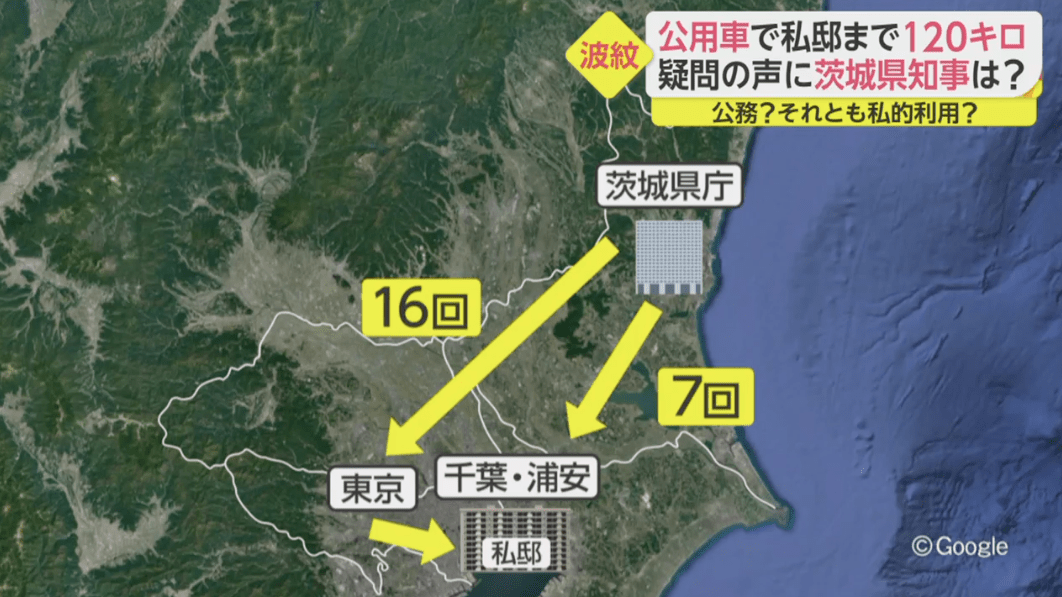 波紋
公用車で私邸まで120キロ
疑問の声に茨城県知事は?
公務?それとも私的利用?
茨城県庁
16回
7回
東京
千葉・浦安
私邸
©Google